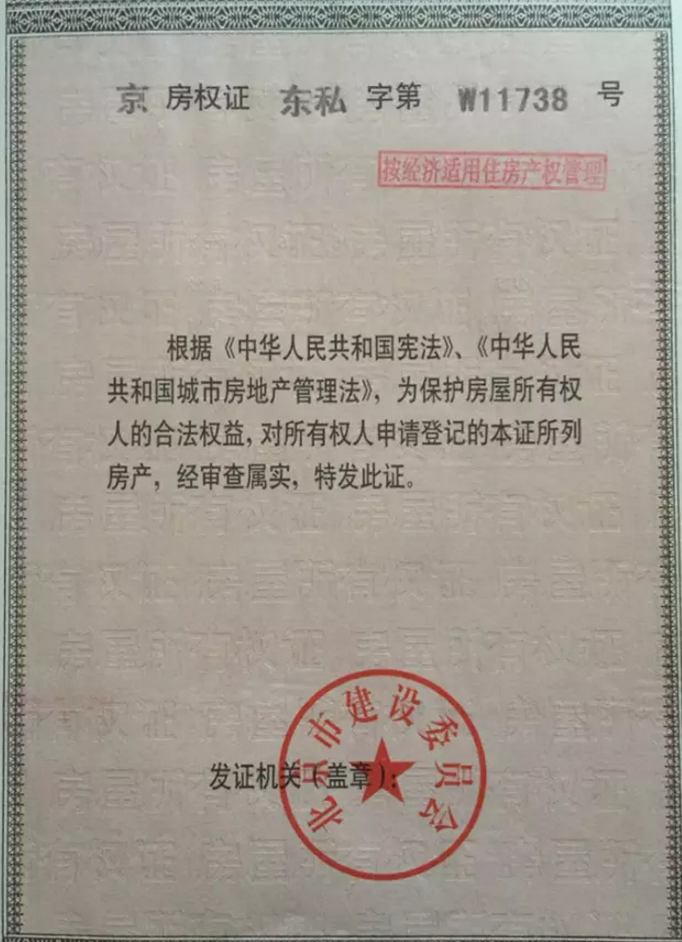 京 房权证 东私 字第 W11738 号
按经济适用住房产权管理
根据《中华人民共和国宪法》、《中华人民
共和国城市房地产管理法》，为保护房屋所有权
人的合法权益，对所有权人申请登记的本证所列
房产，经审查属实，特发此证。
北京市建设委员会
发证机关（盖章）：